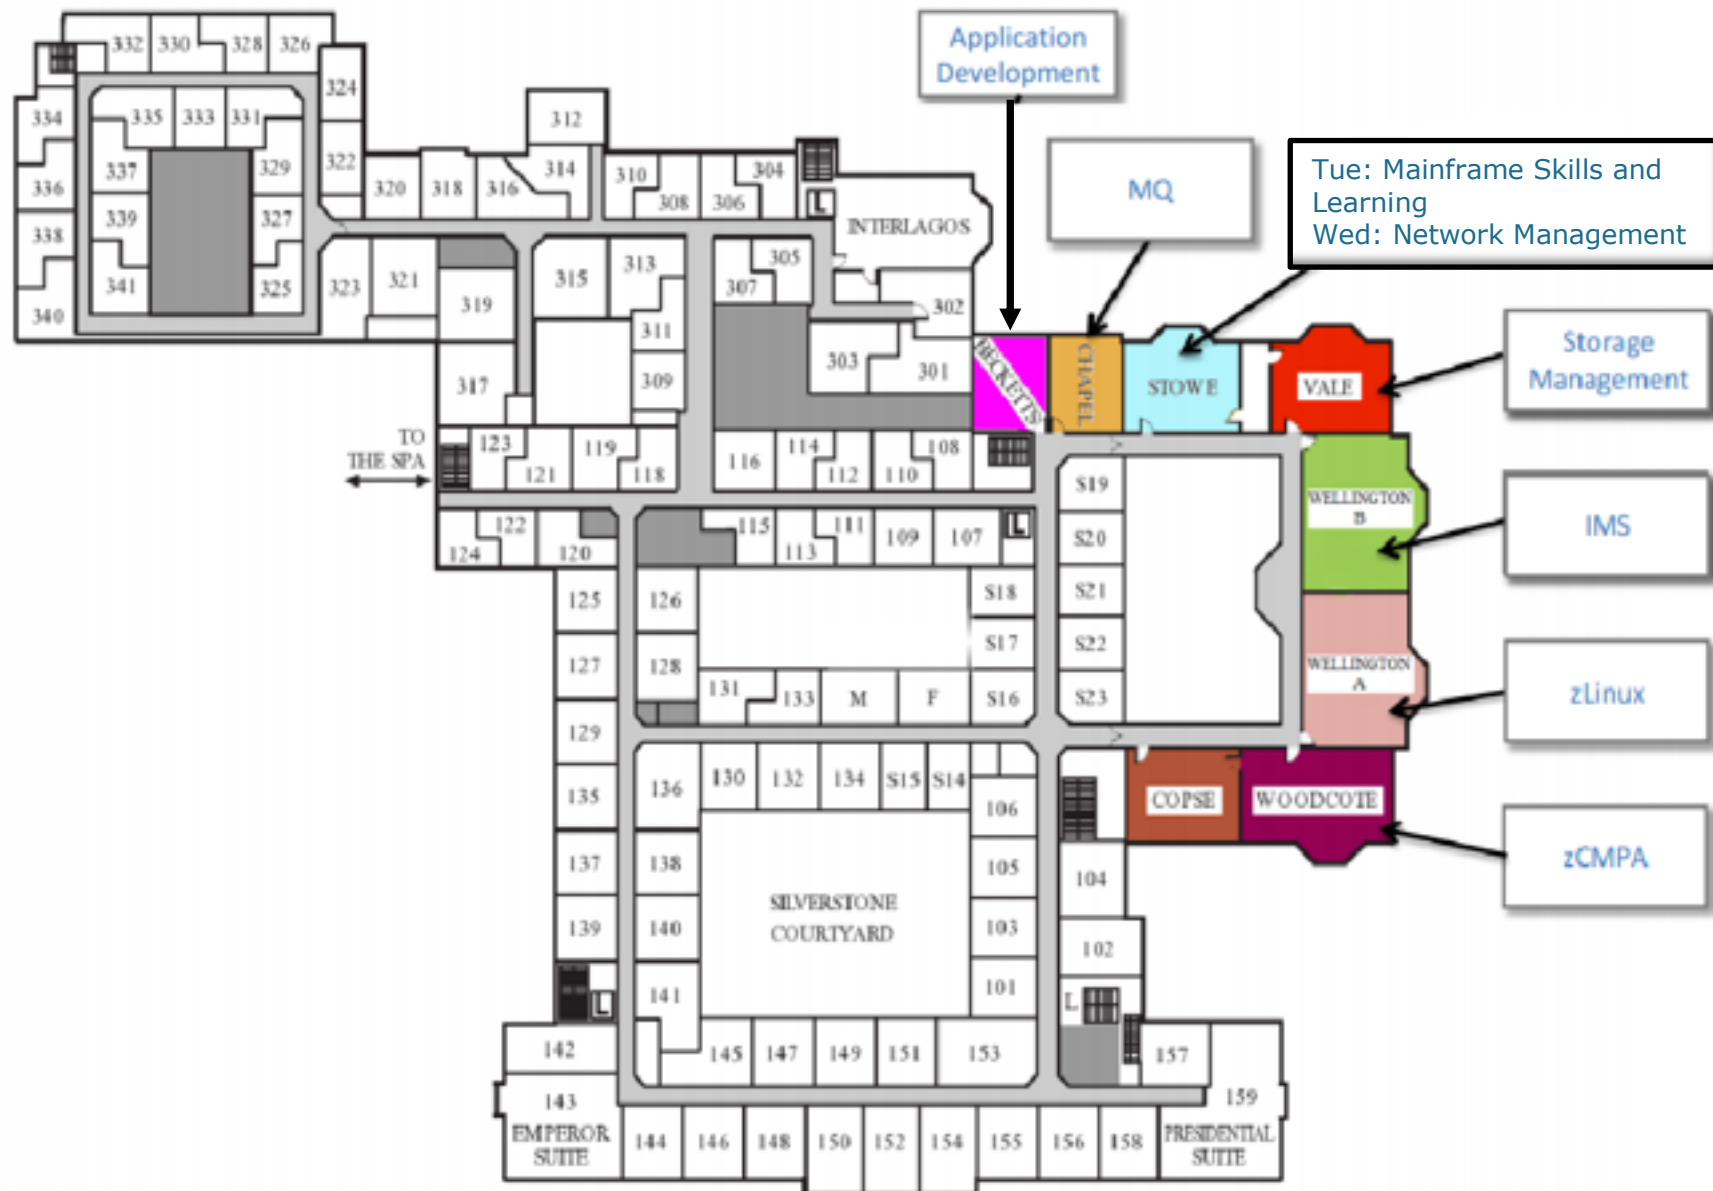 Application
Development
MQ
Tue: Mainframe Skills and
Learning
Wed: Network Management
Storage
Management
IMS
zLinux
zCMPA
332
330
328
326
324
334
335
333
331
322
337
329
336
339
327
338
341
325
340
323
321
320
318
316
314
312
310
308
306
304
L
INTERLAGOS
319
315
313
305
307
311
302
303
301
317
309
BECKETTS
CHAPEL
STOWE
VALE
TO
THE SPA
123
121
119
118
116
114
112
110
108
S19
WELLINGTON
B
124
122
120
115
113
111
109
107
L
S20
125
126
S18
S21
127
128
S17
S22
131
133
M
F
S16
S23
WELLINGTON
A
129
136
130
132
134
S15
S14
106
COPSE
WOODCOTE
135
137
138
105
104
139
140
SILVERSTONE
COURTYARD
103
102
L
141
101
L
142
145
147
149
151
153
157
143
EMPEROR
SUITE
144
146
148
150
152
154
155
156
158
159
PRESIDENTIAL
SUITE